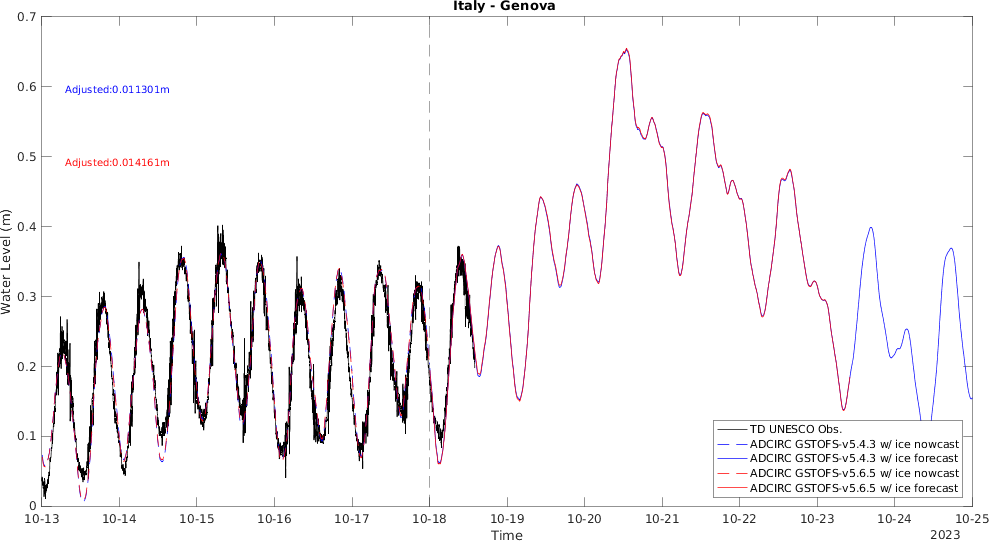 Italy - Genova
0.7
0.6
0.5
0.4
0.3
0.2
0.1
0
Water Level (m)
Adjusted:0.011301m
Adjusted:0.014161m
TD UNESCO Obs.
ADCIRC GSTOFS-v5.4.3 w/ ice nowcast
ADCIRC GSTOFS-v5.4.3 w/ ice forecast
ADCIRC GSTOFS-v5.6.5 w/ ice nowcast
ADCIRC GSTOFS-v5.6.5 w/ ice forecast
10-13 10-14 10-15 10-16 10-17 10-18 10-19 10-20 10-21 10-22 10-23 10-24 10-25
Time
2023